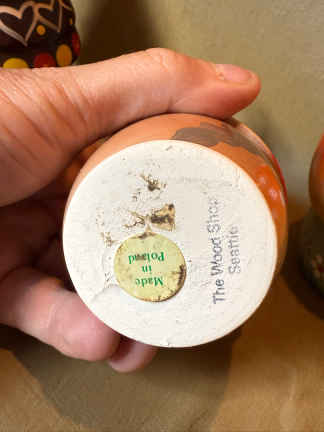 Made
in
Poland
The Wood Shop
Seattle